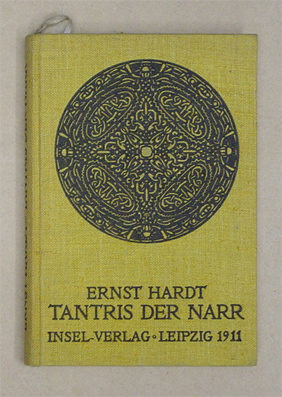 ERNST HARDT
TANTRIS DER NARR
INSEL-VERLAG • LEIPZIG 1911